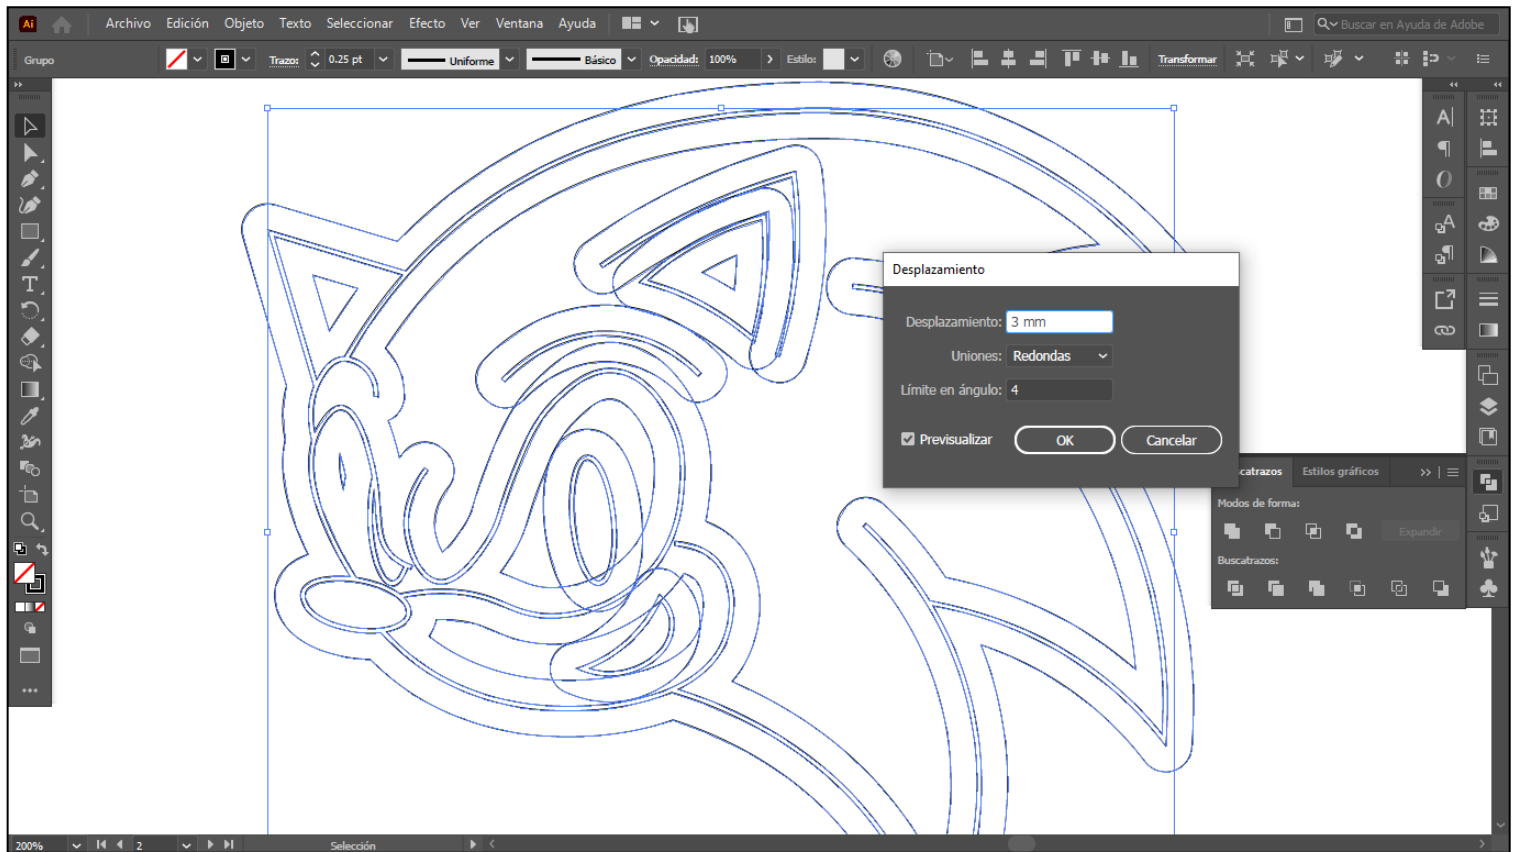 Ai Archivo Edición Objeto Texto Seleccionar Efecto Ver Ventana Ayuda Buscar en Ayuda de Adobe
Grupo Trazo: 0.25 pt Uniforme Básico Opacidad: 100% Estilo: Transformar
Desplazamiento
Desplazamiento: 3 mm
Uniones: Redondas
Límite en ángulo: 4
Previsualizar OK Cancelar
catrazos Estilos gráficos
Modos de forma:
Expandir
Buscatrazos:
200% 2 Selección